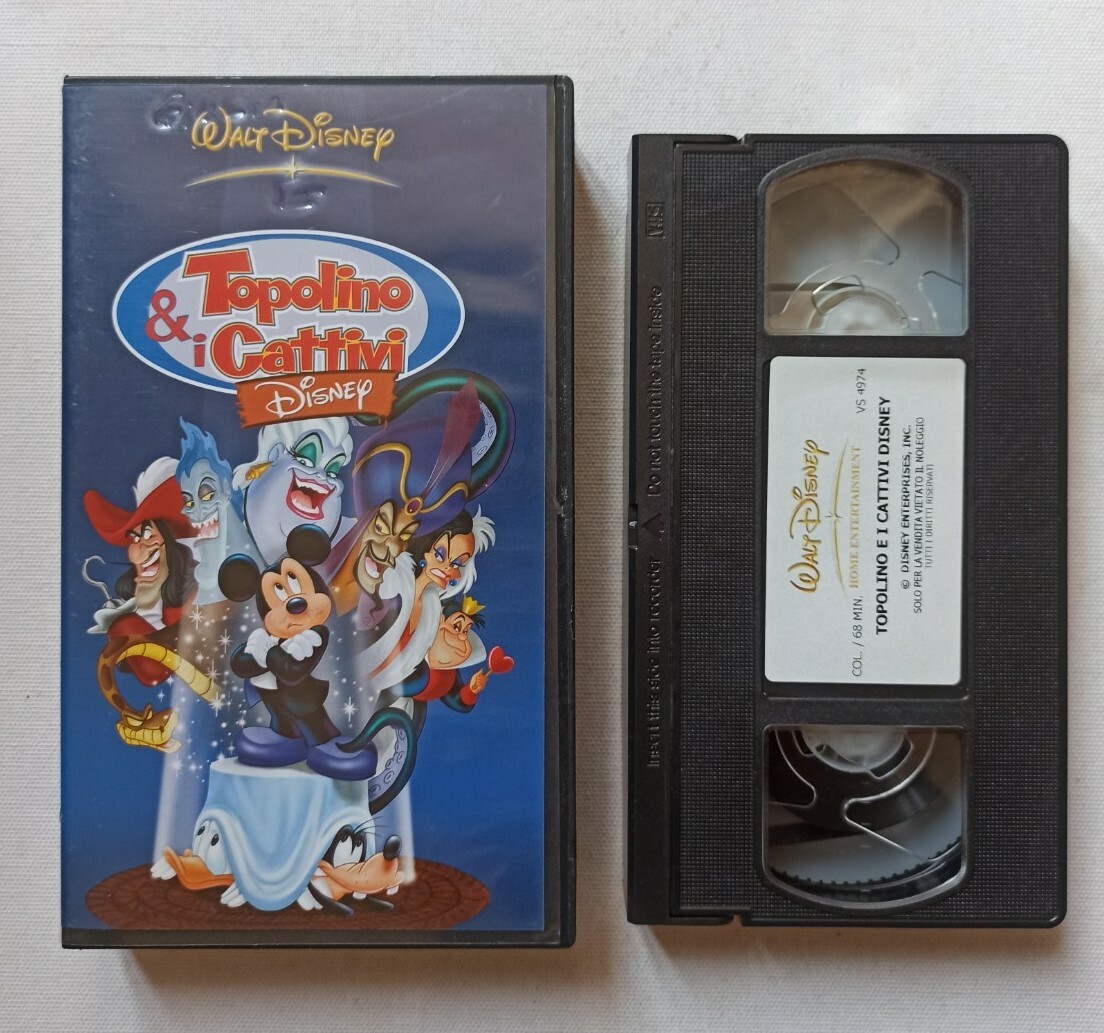 WALT DISNEY
Topolino
& i Cattivi
DISNEY
VHS
Do not touch the tape inside
Insert this side into recorder
WALT DISNEY
HOME ENTERTAINMENT
COL. / 68 MIN.
VS 4974
TOPOLINO E I CATTIVI DISNEY
© DISNEY ENTERPRISES, INC.
SOLO PER LA VENDITA VIETATO IL NOLEGGIO
TUTTI I DIRITTI RISERVATI